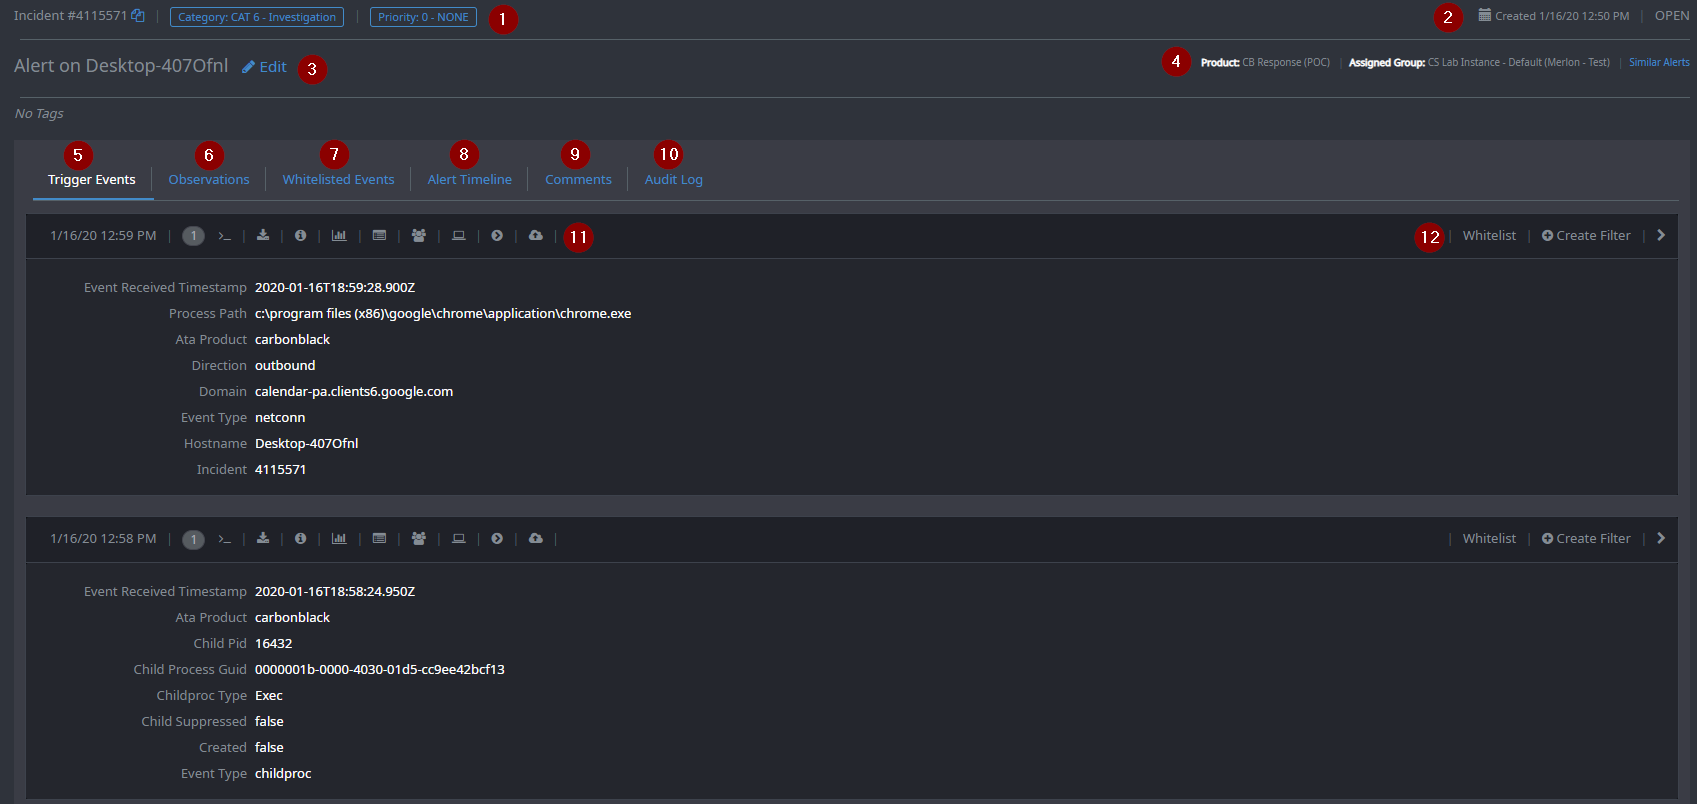 Incident #4115571 | Category: CAT 6 - Investigation | Priority: 0 - NONE 1 2 Created 1/16/20 12:50 PM | OPEN
Alert on Desktop-407Ofnl Edit 3 4 Product: CB Response (POC) | Assigned Group: CS Lab Instance - Default (Merlon - Test) | Similar Alerts
No Tags
5 6 7 8 9 10
Trigger Events | Observations | Whitelisted Events | Alert Timeline | Comments | Audit Log
1/16/20 12:59 PM | 1 >_ | | | | | | | | | 11 12 | Whitelist | Create Filter | >
Event Received Timestamp 2020-01-16T18:59:28.900Z
Process Path c:\program files (x86)\google\chrome\application\chrome.exe
Ata Product carbonblack
Direction outbound
Domain calendar-pa.clients6.google.com
Event Type netconn
Hostname Desktop-407Ofnl
Incident 4115571
1/16/20 12:58 PM | 1 >_ | | | | | | | | | | Whitelist | Create Filter | >
Event Received Timestamp 2020-01-16T18:58:24.950Z
Ata Product carbonblack
Child Pid 16432
Child Process Guid 0000001b-0000-4030-01d5-cc9ee42bcf13
Childproc Type Exec
Child Suppressed false
Created false
Event Type childproc